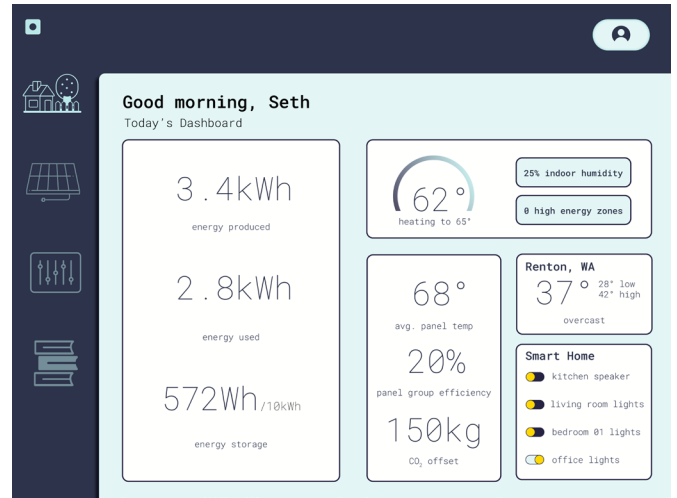 Good morning, Seth
Today's Dashboard
3.4kWh
energy produced
2.8kWh
energy used
572Wh/10kWh
energy storage
62°
heating to 65°
25% indoor humidity
0 high energy zones
68°
avg. panel temp
20%
panel group efficiency
150kg
CO₂ offset
Renton, WA
37° 28° low
42° high
overcast
Smart Home
kitchen speaker
living room lights
bedroom 01 lights
office lights